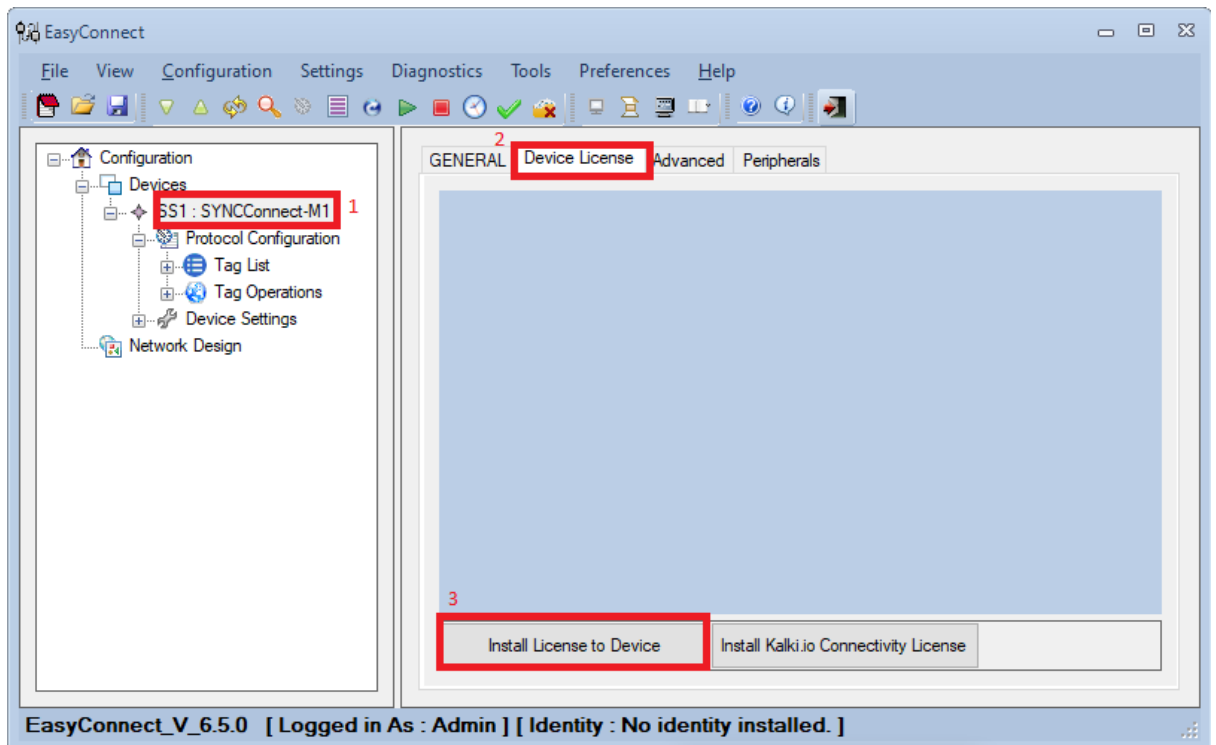 EasyConnect
File View Configuration Settings Diagnostics Tools Preferences Help
Configuration
Devices
SS1 : SYNCConnect-M1 1
Protocol Configuration
Tag List
Tag Operations
Device Settings
Network Design
2
GENERAL Device License Advanced Peripherals
3
Install License to Device Install Kalki.io Connectivity License
EasyConnect_V_6.5.0 [ Logged in As : Admin ] [ Identity : No identity installed. ]